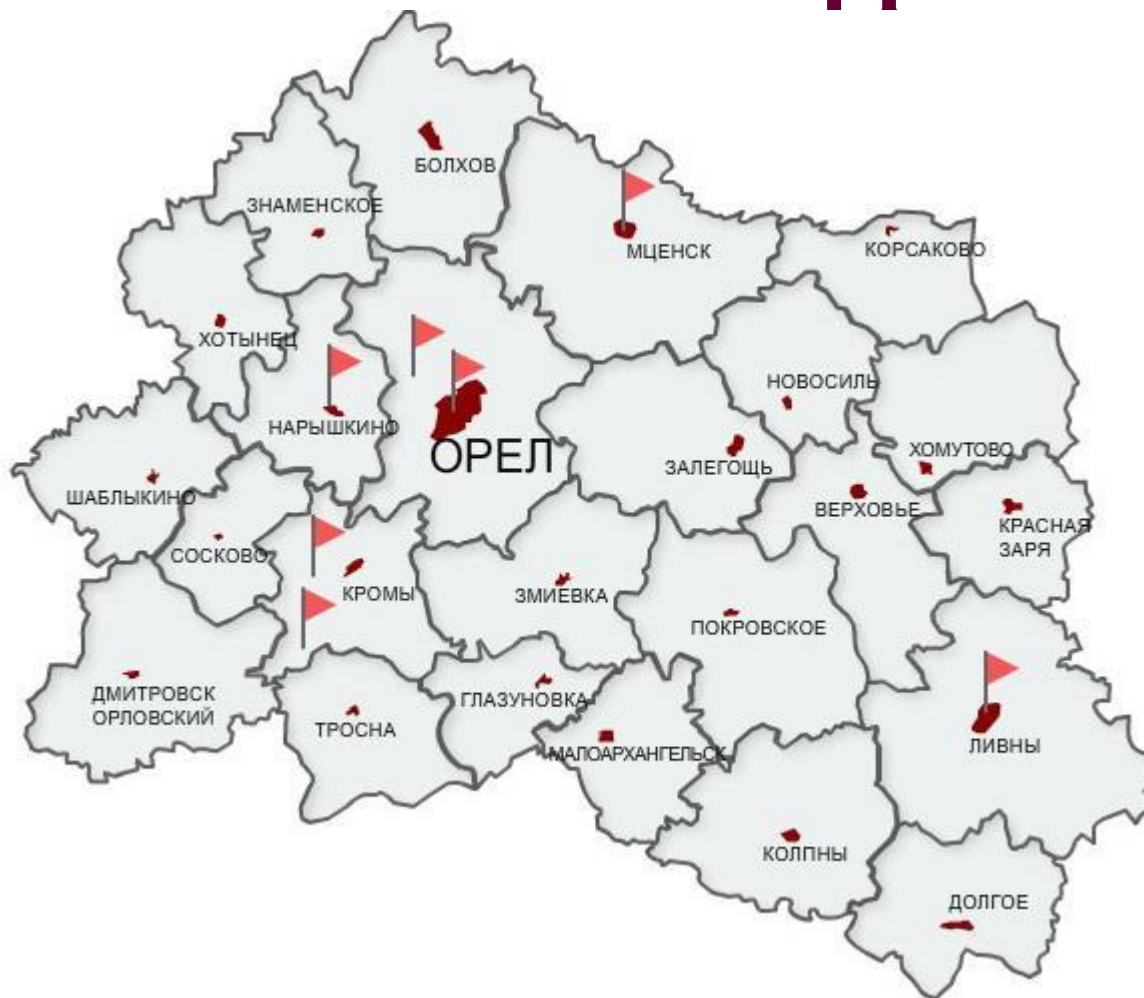 БОЛХОВ
ЗНАМЕНСКОЕ
МЦЕНСК
КОРСАКОВО
ХОТЫНЕЦ
НОВОСИЛЬ
НАРЫШКИНО
ОРЕЛ
ЗАЛЕГОЩЬ
ХОМУТОВО
ШАБЛЫКИНО
ВЕРХОВЬЕ
КРАСНАЯ
ЗАРЯ
СОСКОВО
КРОМЫ
ЗМИЕВКА
ПОКРОВСКОЕ
ДМИТРОВСК
ОРЛОВСКИЙ
ГЛАЗУНОВКА
ТРОСНА
МАЛОАРХАНГЕЛЬСК
ЛИВНЫ
КОЛПНЫ
ДОЛГОЕ